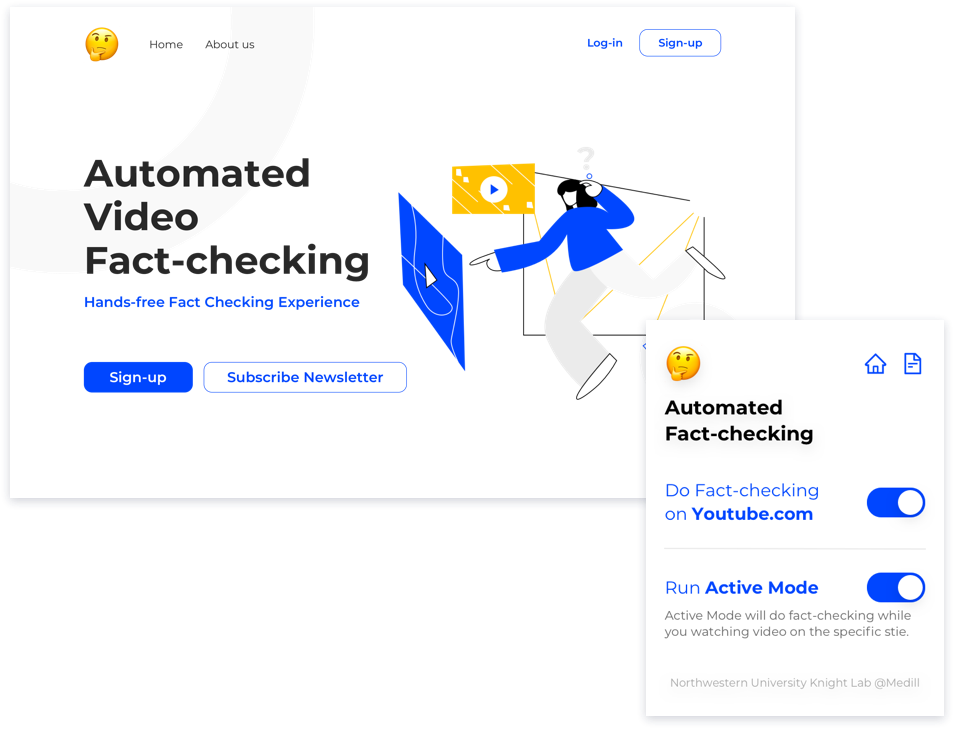 Home About us
Log-in Sign-up
Automated
Video
Fact-checking
Hands-free Fact Checking Experience
Sign-up Subscribe Newsletter
?
Automated
Fact-checking
Do Fact-checking
on Youtube.com
Run Active Mode
Active Mode will do fact-checking while
you watching video on the specific stie.
Northwestern University Knight Lab @Medill